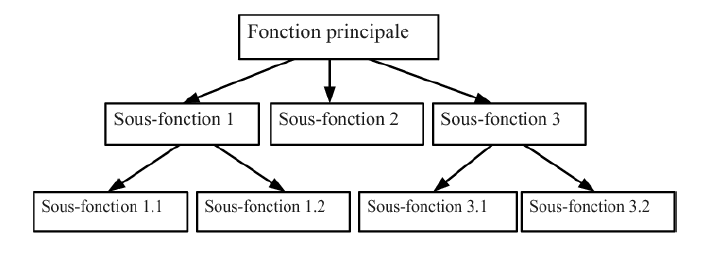 Fonction principale
Sous-fonction 1
Sous-fonction 2
Sous-fonction 3
Sous-fonction 1.1
Sous-fonction 1.2
Sous-fonction 3.1
Sous-fonction 3.2